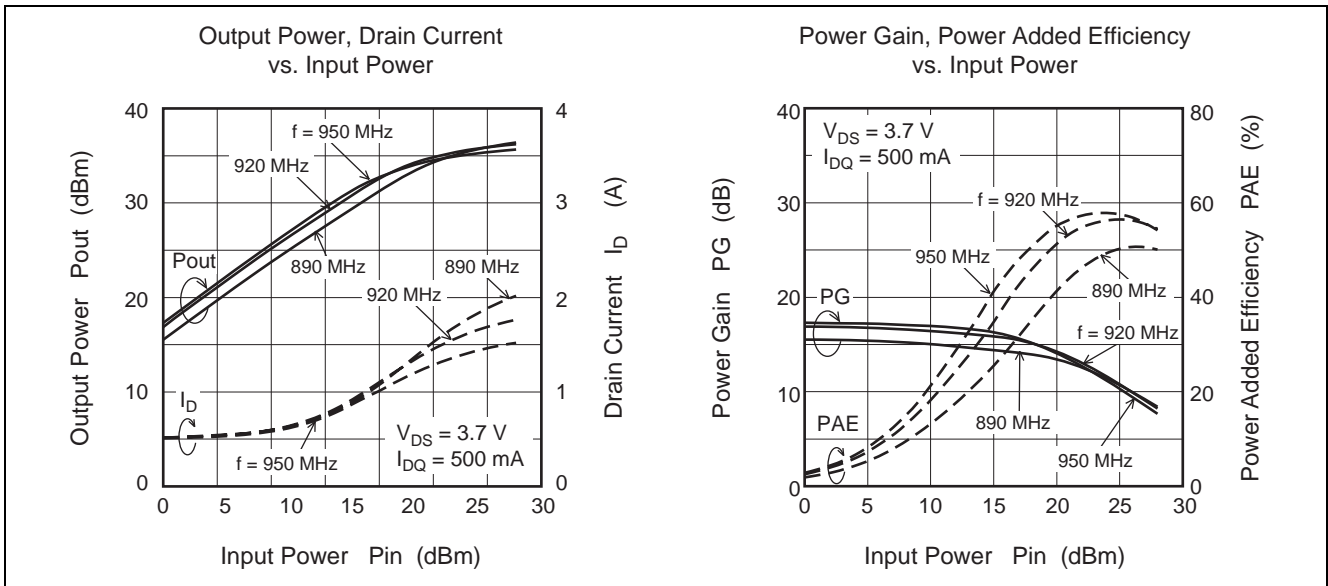 Output Power, Drain Current
vs. Input Power
40
30
20
10
0
Output Power Pout (dBm)
4
3
2
1
0
Drain Current I_D (A)
f = 950 MHz
920 MHz
890 MHz
Pout
890 MHz
920 MHz
I_D
f = 950 MHz
V_DS = 3.7 V
I_DQ = 500 mA
0 5 10 15 20 25 30
Input Power Pin (dBm)
Power Gain, Power Added Efficiency
vs. Input Power
40
30
20
10
0
Power Gain PG (dB)
80
60
40
20
0
Power Added Efficiency PAE (%)
V_DS = 3.7 V
I_DQ = 500 mA
f = 920 MHz
950 MHz
890 MHz
PG
f = 920 MHz
890 MHz
950 MHz
PAE
0 5 10 15 20 25 30
Input Power Pin (dBm)